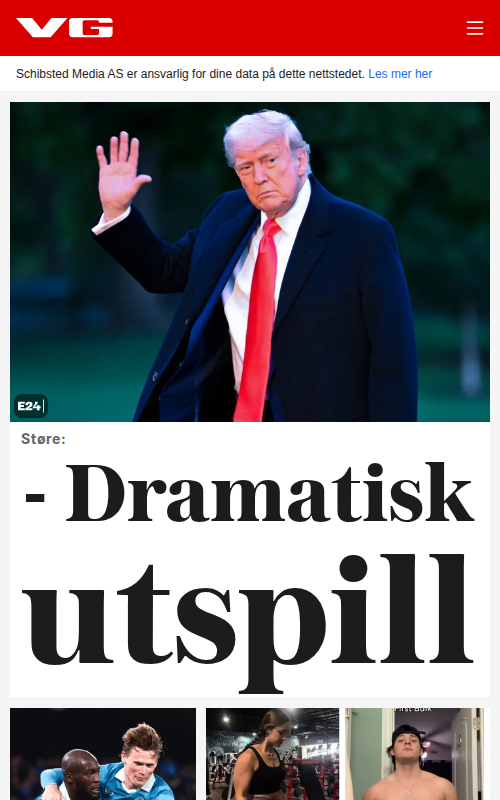 VG
Schibsted Media AS er ansvarlig for dine data på dette nettstedet. Les mer her
E24
Støre:
- Dramatisk
utspill
First Bulk